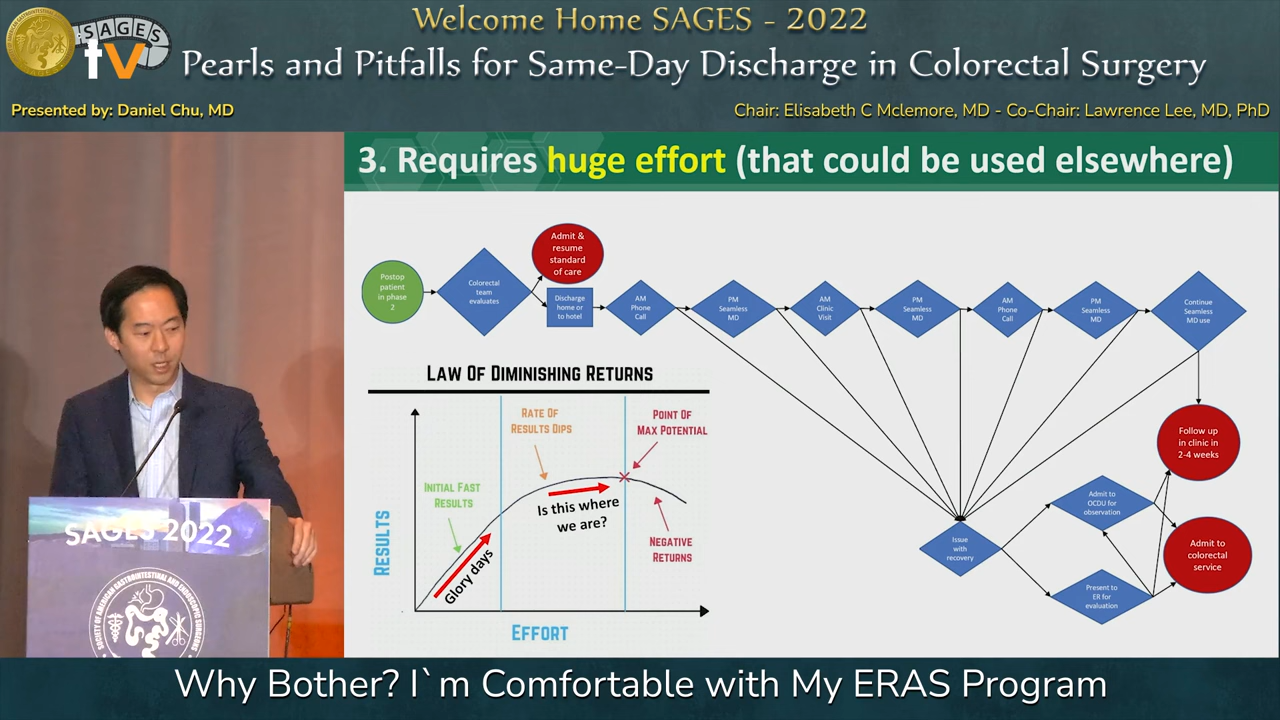 Welcome Home SAGES - 2022
SAGES
tv
Pearls and Pitfalls for Same-Day Discharge in Colorectal Surgery
Presented by: Daniel Chu, MD
Chair: Elisabeth C Mclemore, MD - Co-Chair: Lawrence Lee, MD, PhD
3. Requires huge effort (that could be used elsewhere)
Postop
patient
in phase
2
Colorectal
team
evaluates
Admit &
resume
standard
of care
Discharge
home or
to hotel
AM
Phone
Call
PM
Seamless
MD
AM
Clinic
Visit
PM
Seamless
MD
AM
Phone
Call
PM
Seamless
MD
Continue
Seamless
MD use
Follow up
in clinic in
2-4 weeks
Issue
with
recovery
Admit to
OCDU for
observation
Present to
ER for
evaluation
Admit to
colorectal
service
LAW OF DIMINISHING RETURNS
RATE OF
RESULTS DIPS
POINT OF
MAX POTENTIAL
INITIAL FAST
RESULTS
Is this where
we are?
NEGATIVE
RETURNS
Glory days
RESULTS
EFFORT
SAGES 2022
SOCIETY OF AMERICAN GASTROINTESTINAL AND ENDOSCOPIC SURGEONS
Why Bother? I`m Comfortable with My ERAS Program